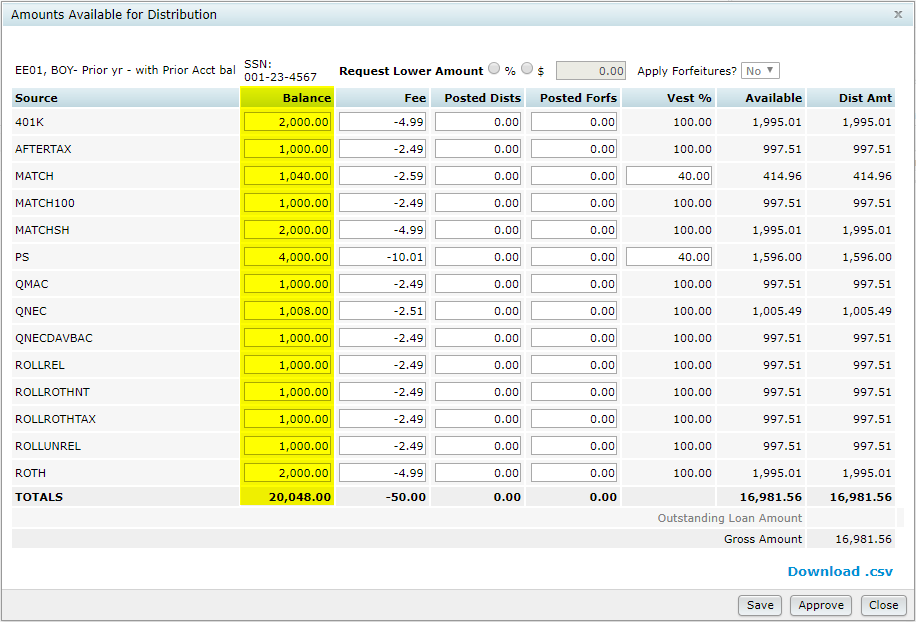 Amounts Available for Distribution x
EE01, BOY- Prior yr - with Prior Acct bal SSN: 001-23-4567 Request Lower Amount % $ 0.00 Apply Forfeitures? No
Source Balance Fee Posted Dists Posted Forfs Vest % Available Dist Amt
401K 2,000.00 -4.99 0.00 0.00 100.00 1,995.01 1,995.01
AFTERTAX 1,000.00 -2.49 0.00 0.00 100.00 997.51 997.51
MATCH 1,040.00 -2.59 0.00 0.00 40.00 414.96 414.96
MATCH100 1,000.00 -2.49 0.00 0.00 100.00 997.51 997.51
MATCHSH 2,000.00 -4.99 0.00 0.00 100.00 1,995.01 1,995.01
PS 4,000.00 -10.01 0.00 0.00 40.00 1,596.00 1,596.00
QMAC 1,000.00 -2.49 0.00 0.00 100.00 997.51 997.51
QNEC 1,008.00 -2.51 0.00 0.00 100.00 1,005.49 1,005.49
QNECDAVBAC 1,000.00 -2.49 0.00 0.00 100.00 997.51 997.51
ROLLREL 1,000.00 -2.49 0.00 0.00 100.00 997.51 997.51
ROLLROTHNT 1,000.00 -2.49 0.00 0.00 100.00 997.51 997.51
ROLLROTHTAX 1,000.00 -2.49 0.00 0.00 100.00 997.51 997.51
ROLLUNREL 1,000.00 -2.49 0.00 0.00 100.00 997.51 997.51
ROTH 2,000.00 -4.99 0.00 0.00 100.00 1,995.01 1,995.01
TOTALS 20,048.00 -50.00 0.00 0.00 16,981.56 16,981.56
Outstanding Loan Amount
Gross Amount 16,981.56
Download .csv
Save Approve Close